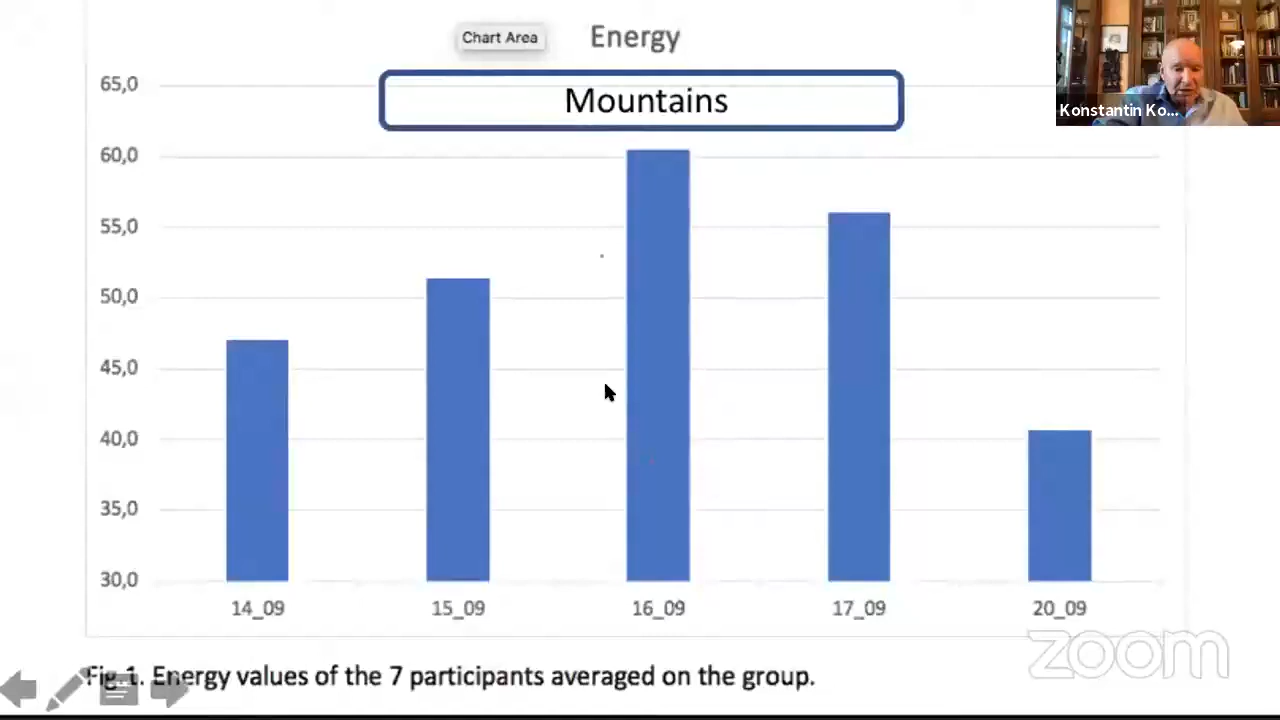 Chart Area
Energy
Mountains
Konstantin Ko...
65,0
60,0
55,0
50,0
45,0
40,0
35,0
30,0
14_09
15_09
16_09
17_09
20_09
zoom
Fig.1. Energy values of the 7 participants averaged on the group.